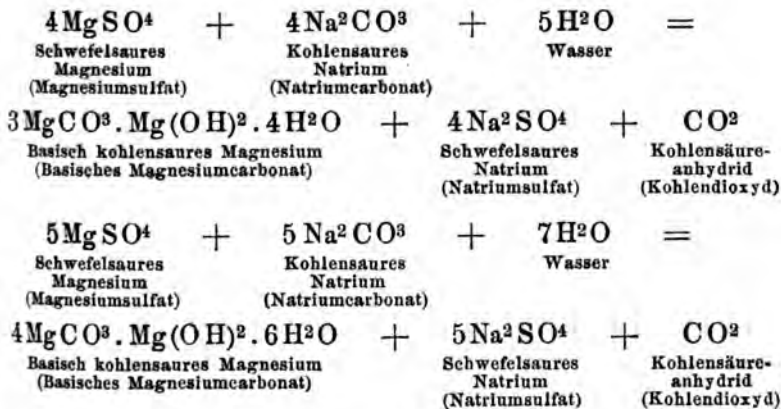 4MgSO⁴ + 4Na²CO³ + 5H²O =
Schwefelsaures Kohlensaures Wasser
Magnesium Natrium
(Magnesiumsulfat) (Natriumcarbonat)
3MgCO³.Mg(OH)².4H²O + 4Na²SO⁴ + CO²
Basisch kohlensaures Magnesium Schwefelsaures Kohlensäure-
(Basisches Magnesiumcarbonat) Natrium anhydrid
(Natriumsulfat) (Kohlendioxyd)
5MgSO⁴ + 5Na²CO³ + 7H²O =
Schwefelsaures Kohlensaures Wasser
Magnesium Natrium
(Magnesiumsulfat) (Natriumcarbonat)
4MgCO³.Mg(OH)².6H²O + 5Na²SO⁴ + CO²
Basisch kohlensaures Magnesium Schwefelsaures Kohlensäure-
(Basisches Magnesiumcarbonat) Natrium anhydrid
(Natriumsulfat) (Kohlendioxyd)